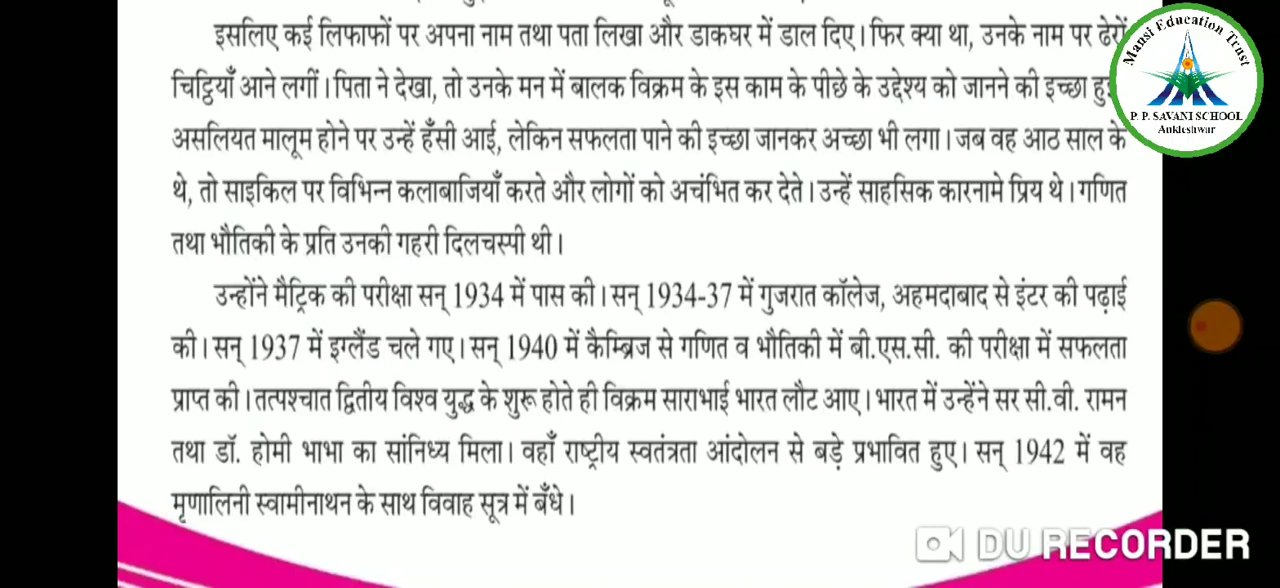 इसलिए कई लिफाफों पर अपना नाम तथा पता लिखा और डाकघर में डाल दिए। फिर क्या था, उनके नाम पर ढेरों
चिट्ठियाँ आने लगीं। पिता ने देखा, तो उनके मन में बालक विक्रम के इस काम के पीछे के उद्देश्य को जानने की इच्छा
असलियत मालूम होने पर उन्हें हँसी आई, लेकिन सफलता पाने की इच्छा जानकर अच्छा भी लगा। जब वह आठ साल के
थे, तो साइकिल पर विभिन्न कलाबाजियाँ करते और लोगों को अचंभित कर देते। उन्हें साहसिक कारनामे प्रिय थे। गणित
तथा भौतिकी के प्रति उनकी गहरी दिलचस्पी थी।
उन्होंने मैट्रिक की परीक्षा सन् 1934 में पास की। सन् 1934-37 में गुजरात कॉलेज, अहमदाबाद से इंटर की पढ़ाई
की। सन् 1937 में इंग्लैंड चले गए। सन् 1940 में कैम्ब्रिज से गणित व भौतिकी में बी.एस.सी. की परीक्षा में सफलता
प्राप्त की। तत्पश्चात द्वितीय विश्व युद्ध के शुरू होते ही विक्रम साराभाई भारत लौट आए। भारत में उन्हेंने सर सी.वी. रामन
तथा डॉ. होमी भाभा का सांनिध्य मिला। वहाँ राष्ट्रीय स्वतंत्रता आंदोलन से बड़े प्रभावित हुए। सन् 1942 में वह
मृणालिनी स्वामीनाथन के साथ विवाह सूत्र में बँधे।
Mansi Education Trust
P. P. SAVANI SCHOOL
Ankleshwar
DU RECORDER